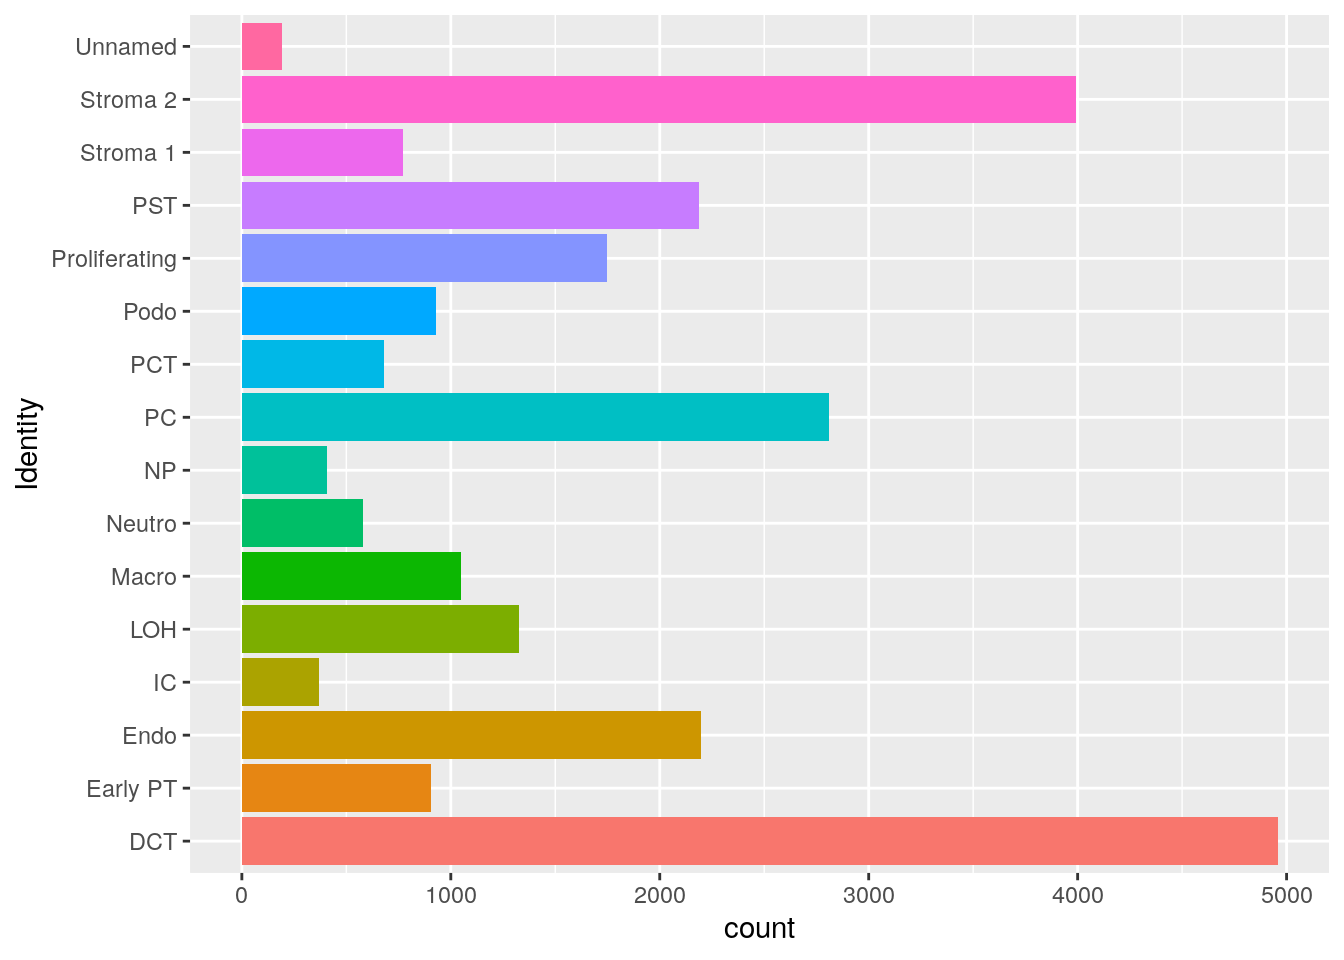 Unnamed
Stroma 2
Stroma 1
PST
Proliferating
Podo
PCT
PC
NP
Neutro
Macro
LOH
IC
Endo
Early PT
DCT
Identity
0 1000 2000 3000 4000 5000
count